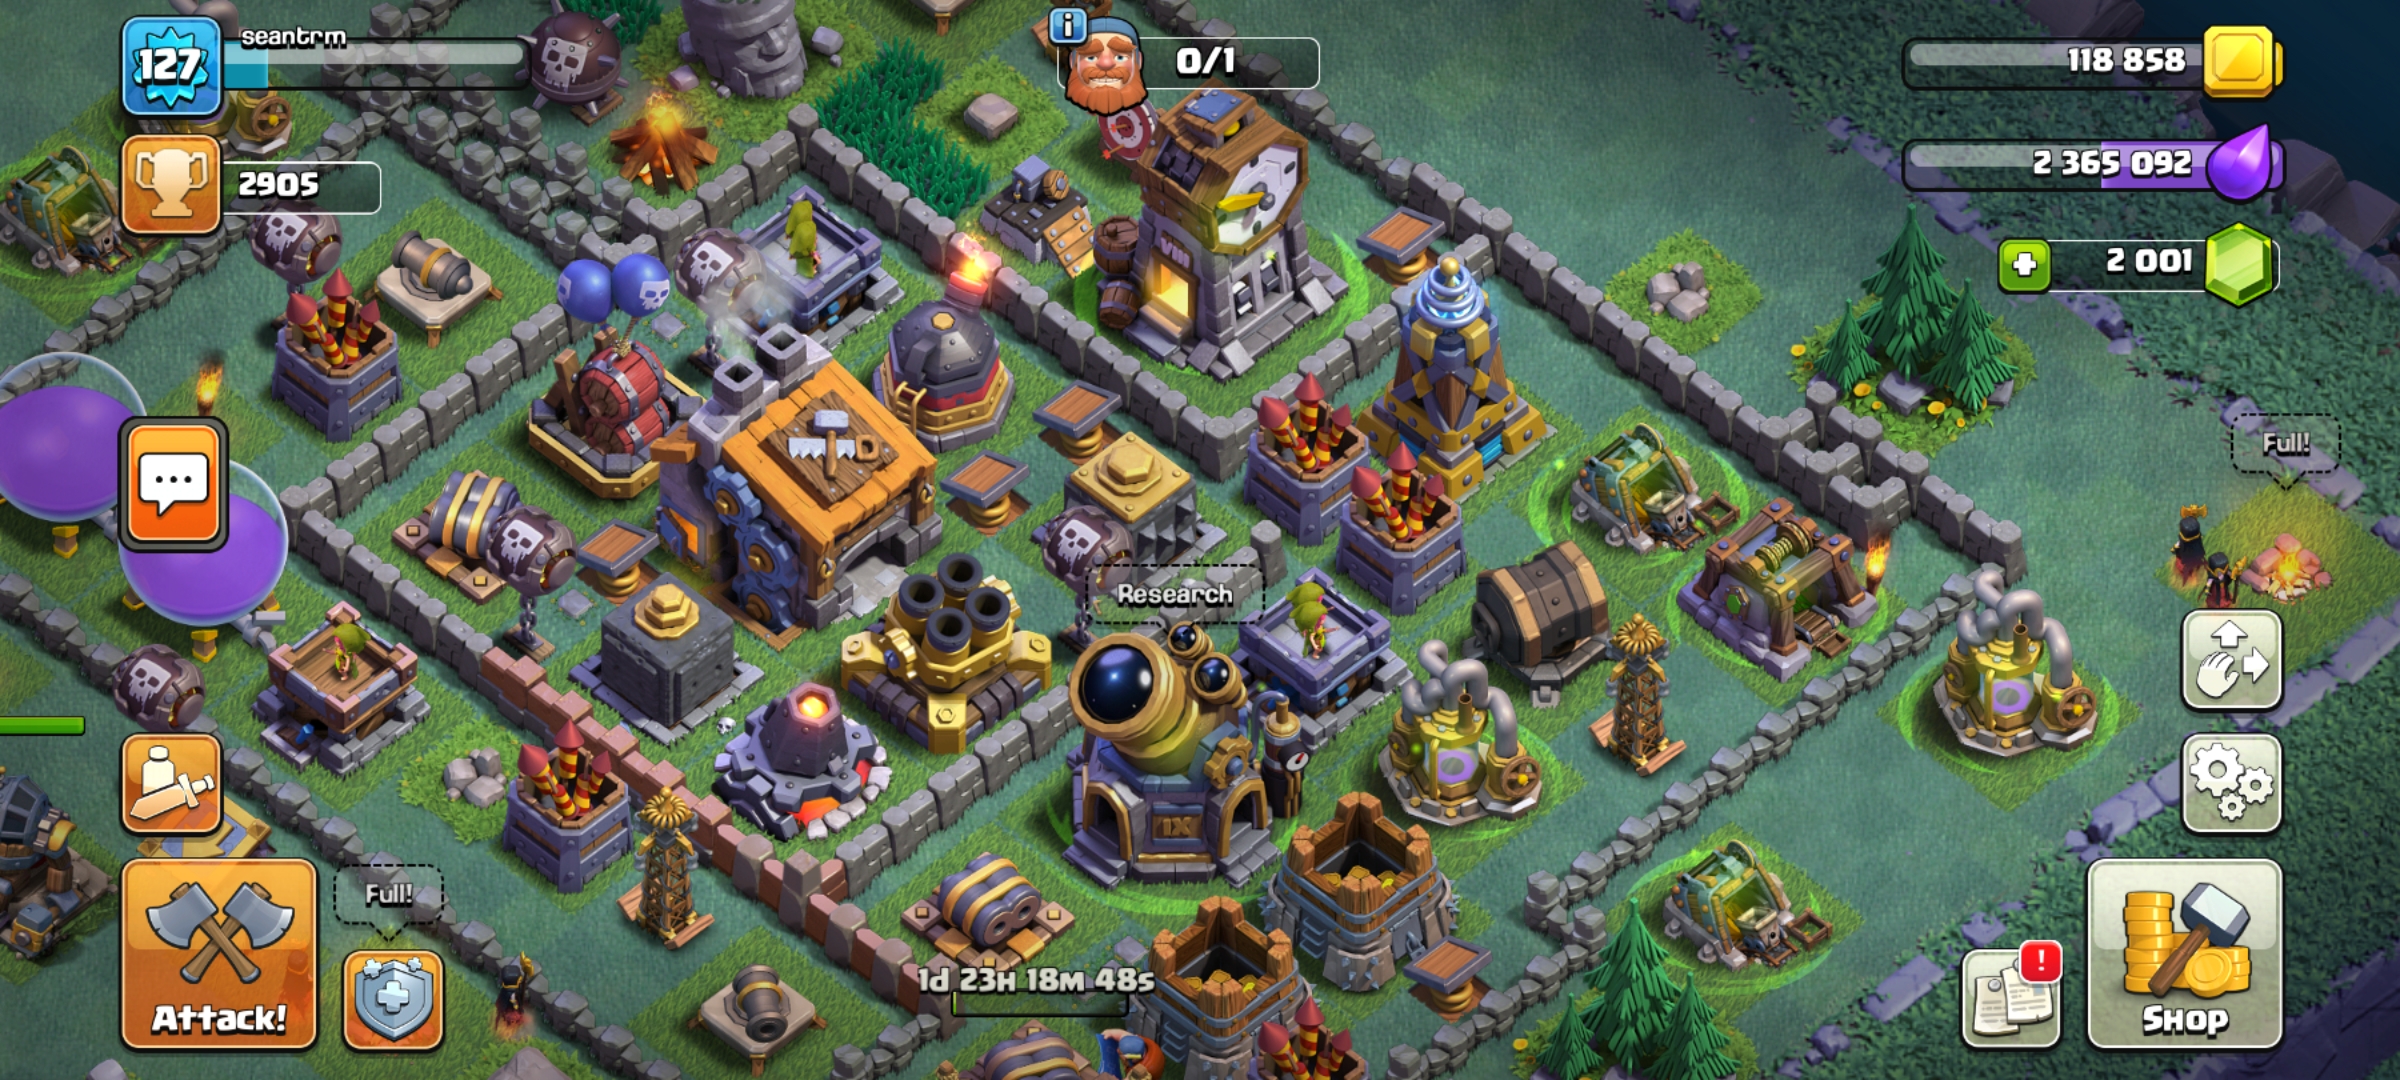 127
seantrm
0/1
118 858
2905
2 365 092
2 001
Full!
Research
IX
Full!
1d 23H 18M 48s
Attack!
Shop